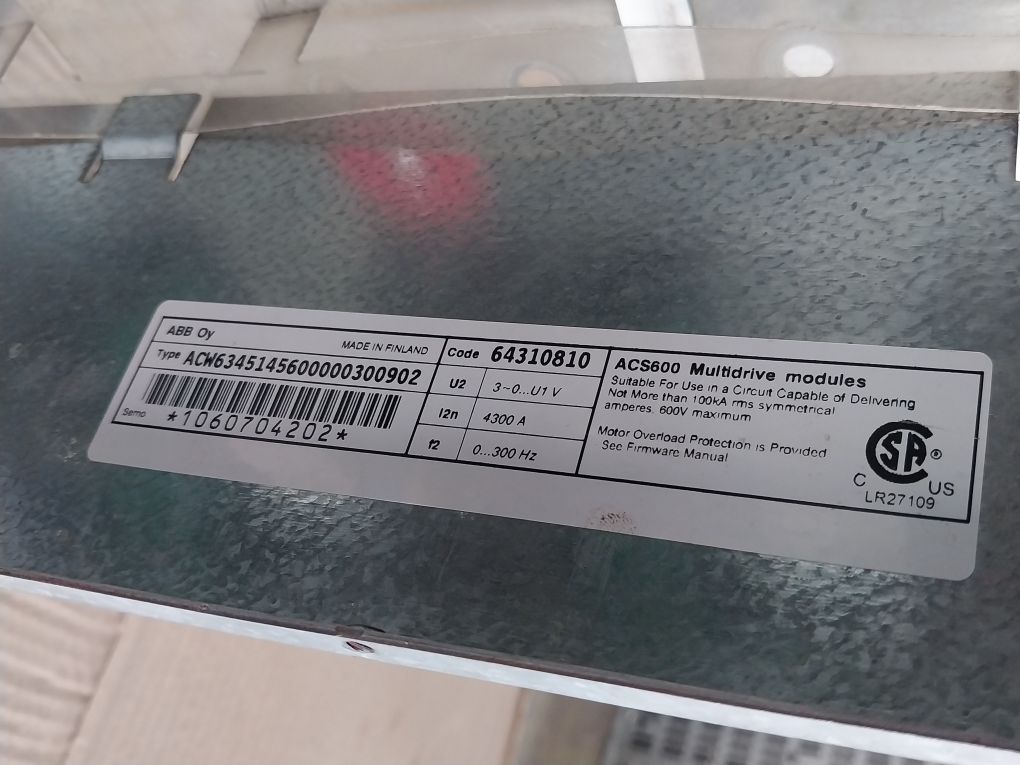 ABB Oy
MADE IN FINLAND
Type ACW6345145600000300902
Serno *1060704202*
Code 64310810
U2 3~0...U1 V
I2n 4300 A
f2 0...300 Hz
ACS600 Multidrive modules
Suitable For Use in a Circuit Capable of Delivering
Not More than 100kA rms symmetrical
amperes, 600V maximum
Motor Overload Protection is Provided
See Firmware Manual
SA ®
C US
LR27109